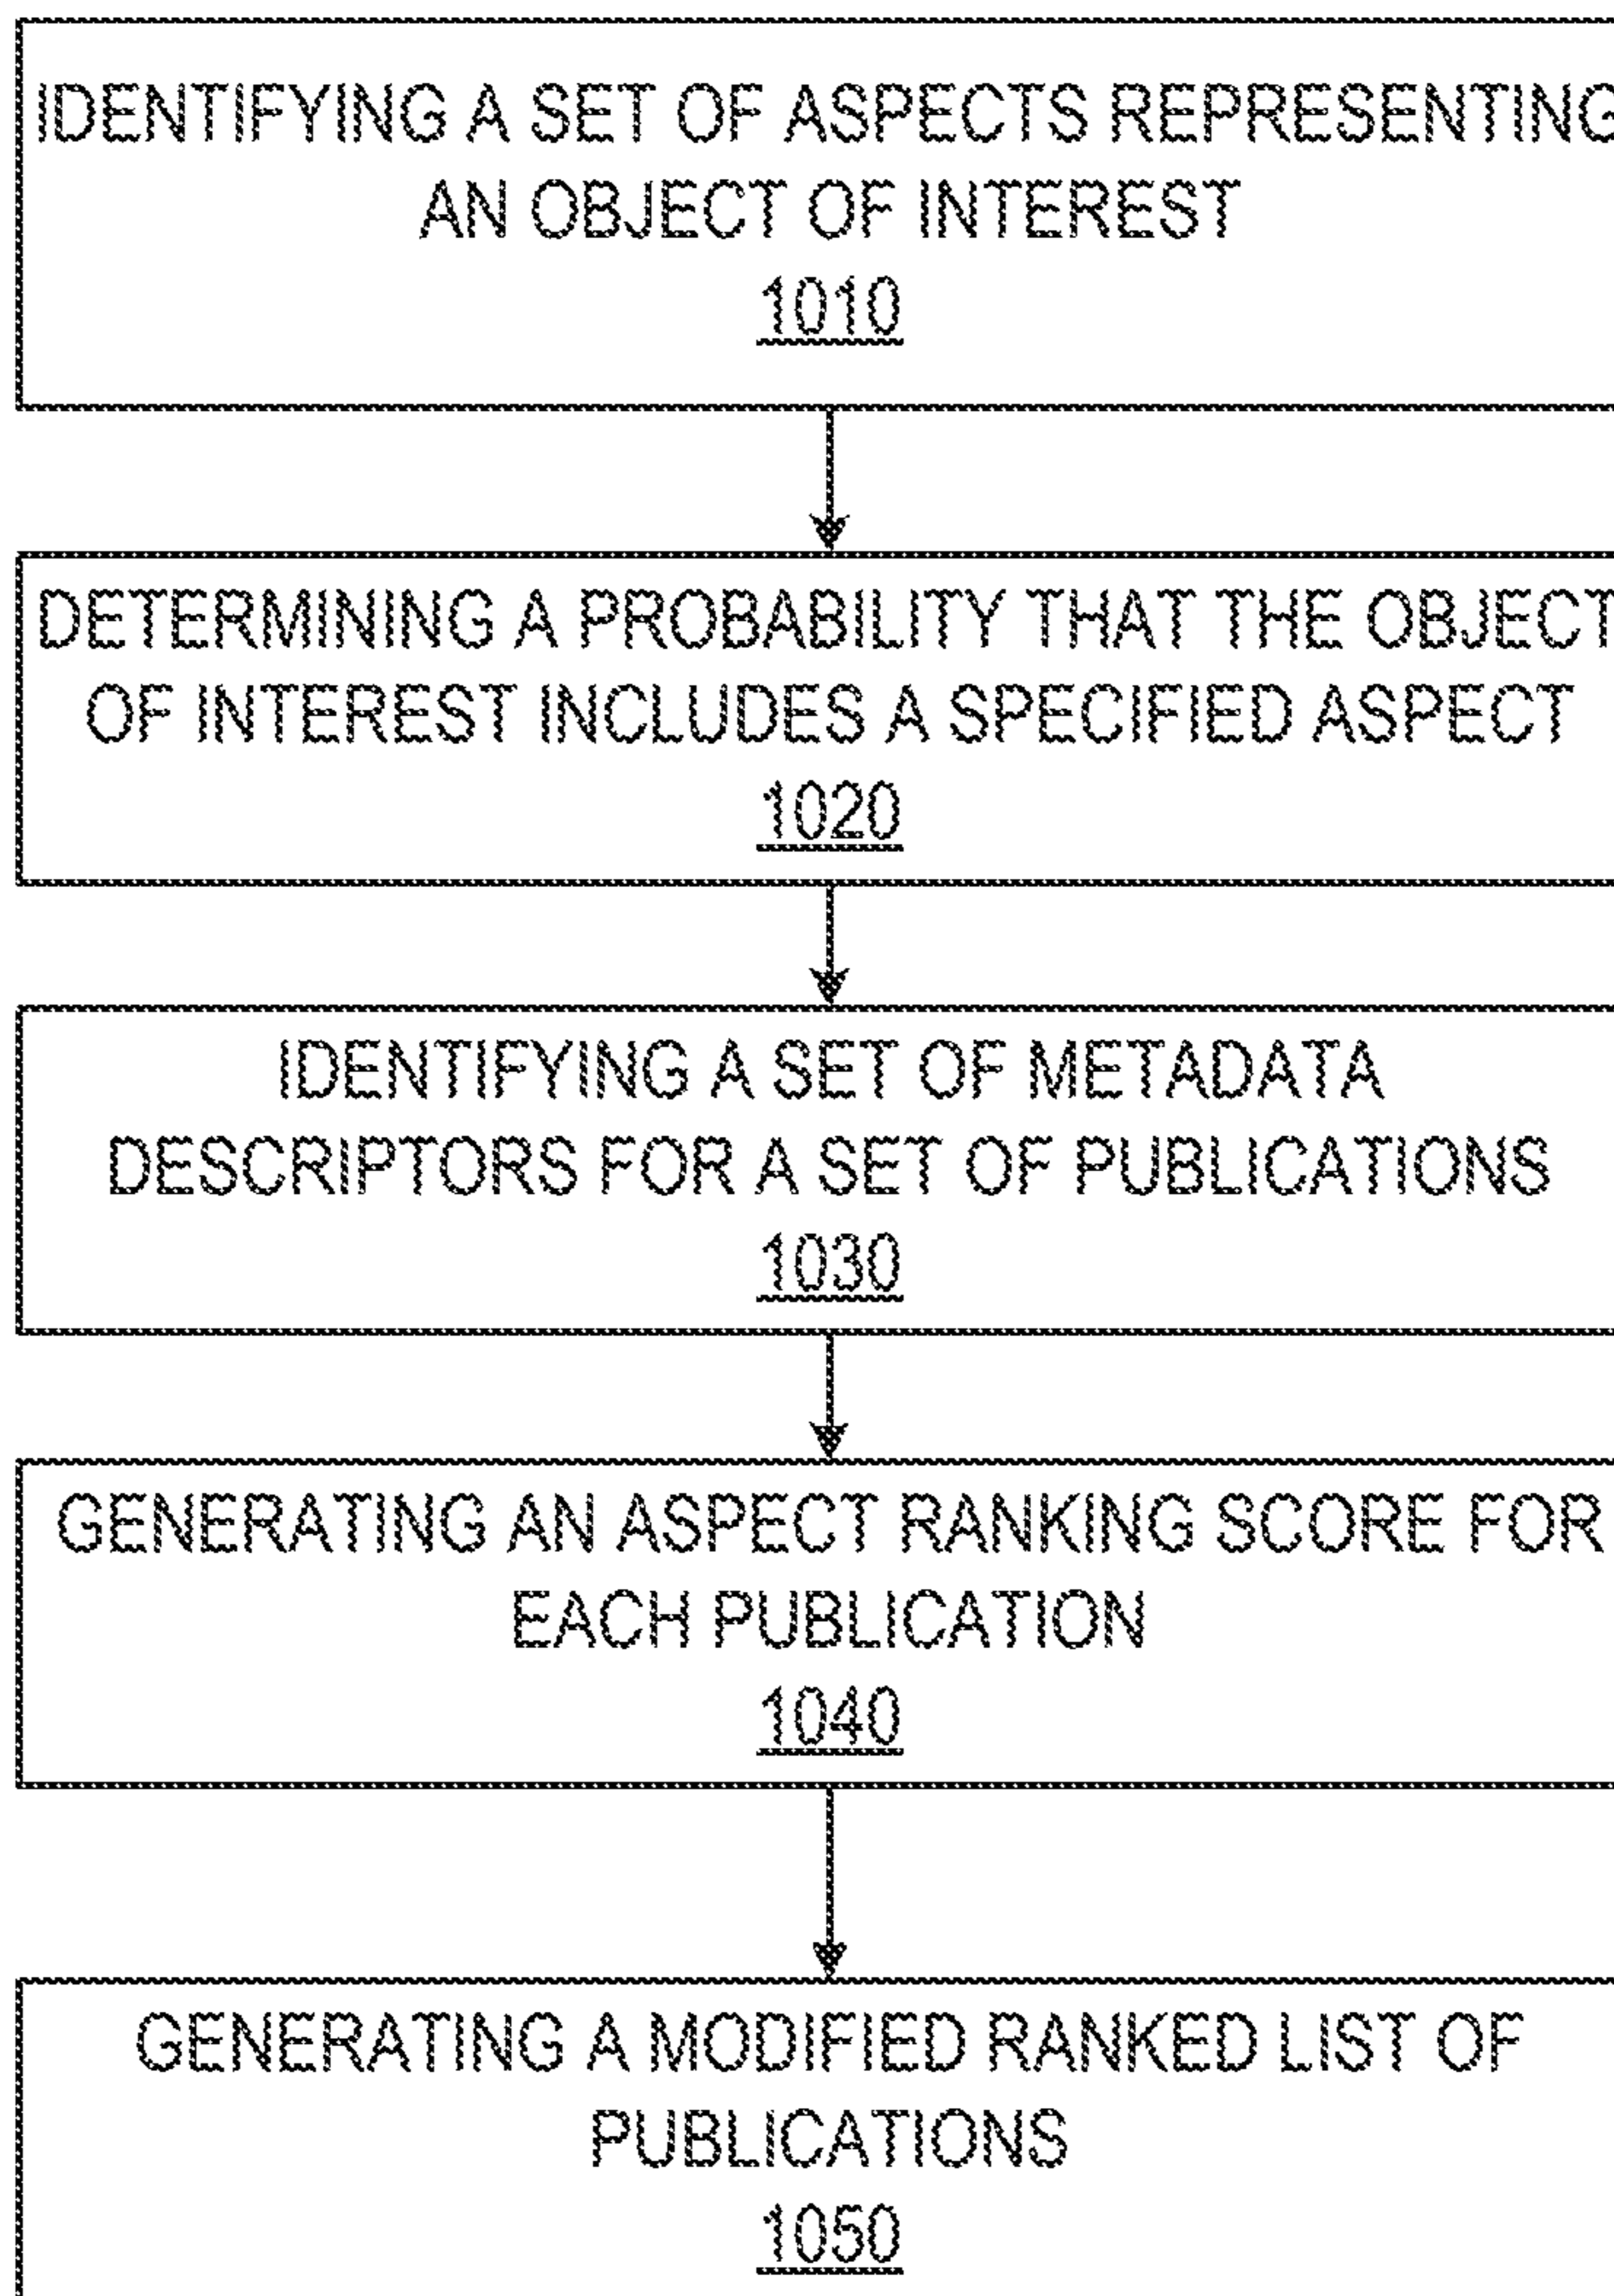 IDENTIFYING A SET OF ASPECTS REPRESENTING
AN OBJECT OF INTEREST
1010
DETERMINING A PROBABILITY THAT THE OBJECT
OF INTEREST INCLUDES A SPECIFIED ASPECT
1020
IDENTIFYING A SET OF METADATA
DESCRIPTORS FOR A SET OF PUBLICATIONS
1030
GENERATING AN ASPECT RANKING SCORE FOR
EACH PUBLICATION
1040
GENERATING A MODIFIED RANKED LIST OF
PUBLICATIONS
1050